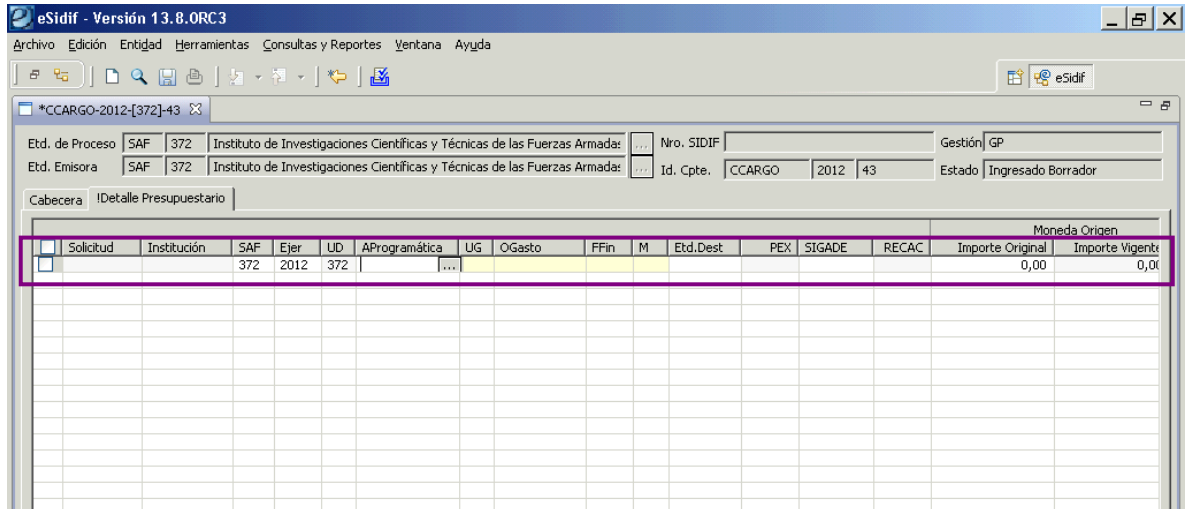 eSidif - Versión 13.8.0RC3
Archivo Edición Entidad Herramientas Consultas y Reportes Ventana Ayuda
eSidif
*CCARGO-2012-[372]-43
Etd. de Proceso SAF 372 Instituto de Investigaciones Científicas y Técnicas de las Fuerzas Armadas ... Nro. SIDIF Gestión GP
Etd. Emisora SAF 372 Instituto de Investigaciones Científicas y Técnicas de las Fuerzas Armadas ... Id. Cpte. CCARGO 2012 43 Estado Ingresado Borrador
Cabecera !Detalle Presupuestario
Moneda Origen
Solicitud Institución SAF Ejer UD AProgramática UG OGasto FFin M Etd.Dest PEX SIGADE RECAC Importe Original Importe Vigente
372 2012 372 ... 0,00 0,00